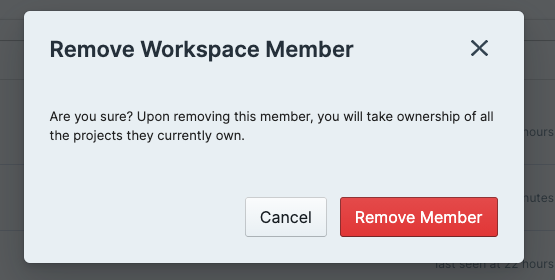 Remove Workspace Member
Are you sure? Upon removing this member, you will take ownership of all
the projects they currently own.
hours
nutes
Cancel
Remove Member
last seen at 22 hours